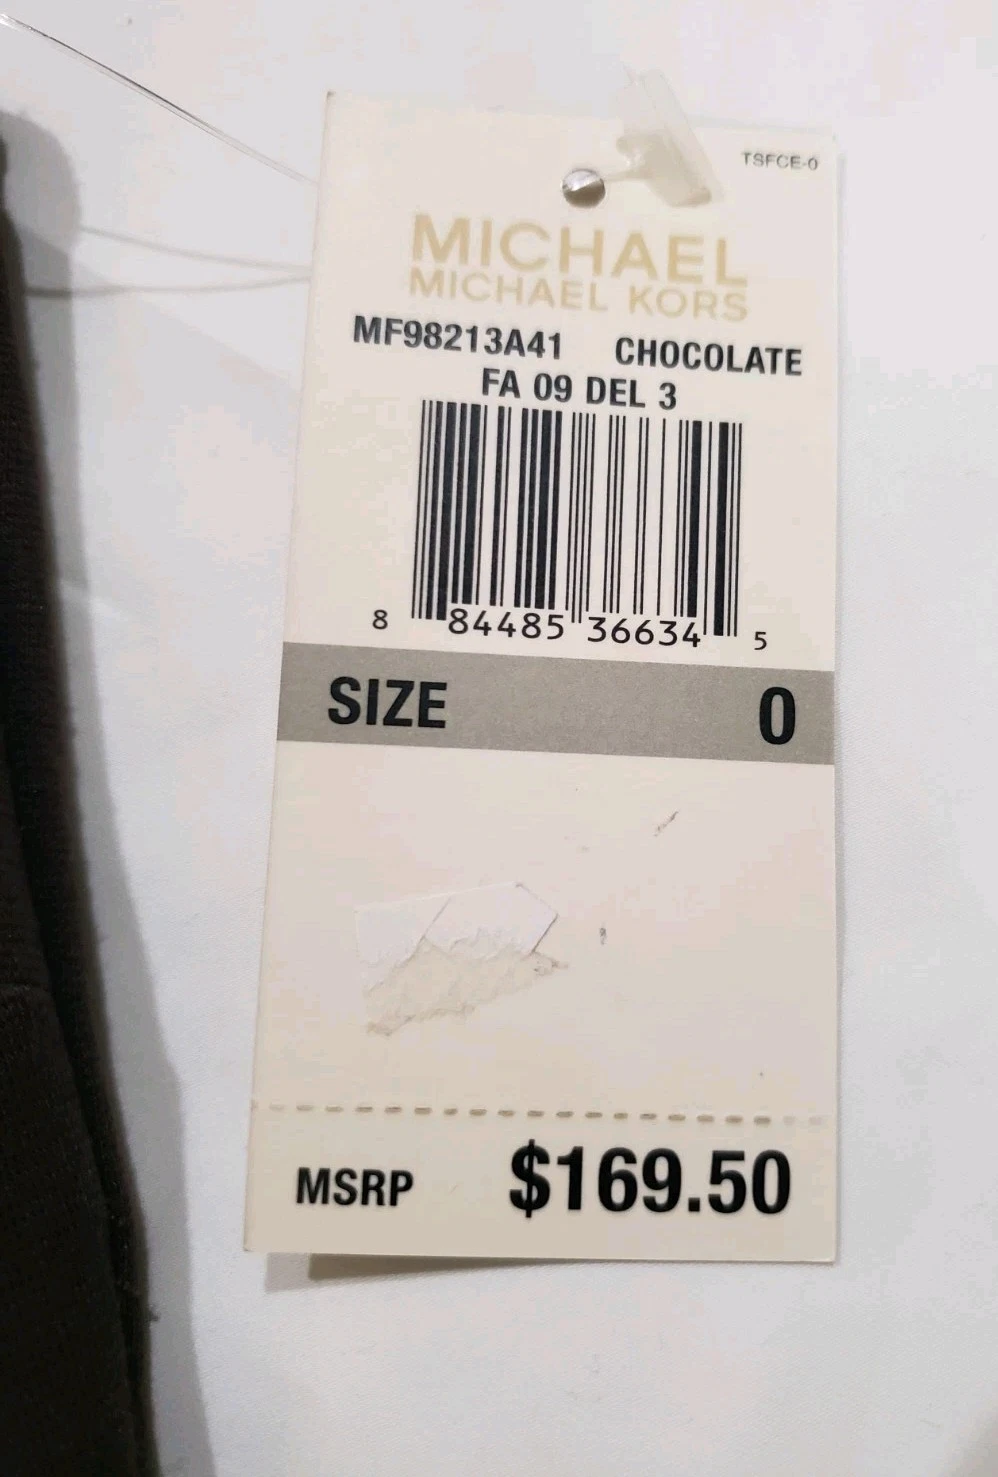 TSFCE-0
MICHAEL
MICHAEL KORS
MF98213A41 CHOCOLATE
FA 09 DEL 3
8 84485 36634 5
SIZE 0
MSRP $169.50